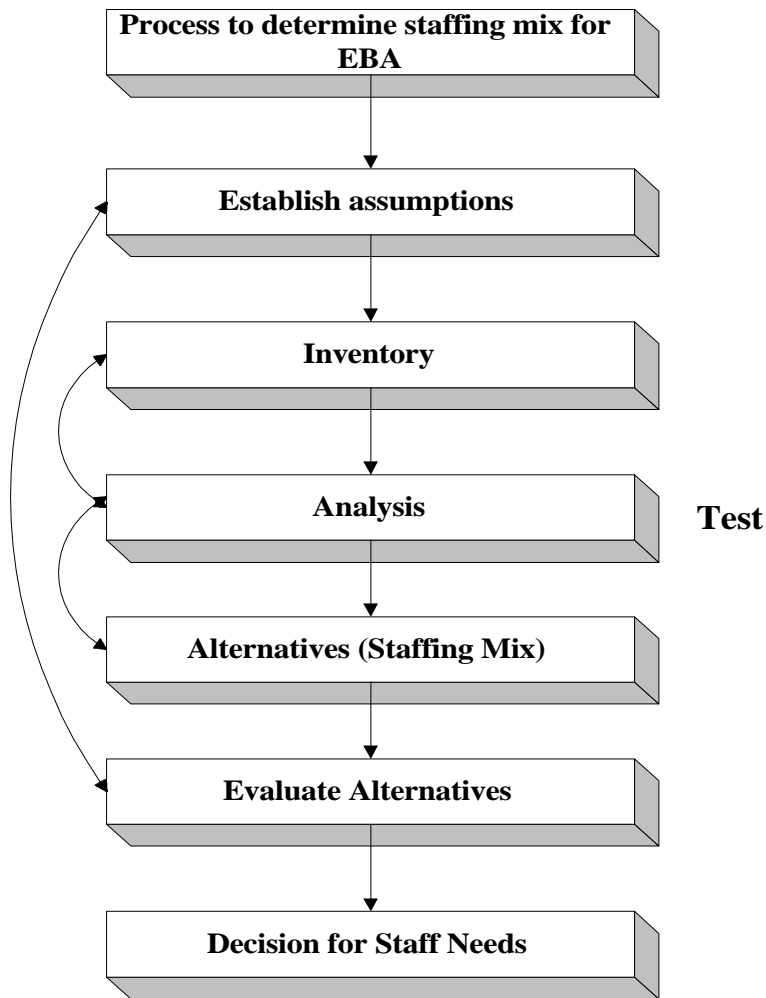 Process to determine staffing mix for
EBA
Establish assumptions
Inventory
Analysis
Test
Alternatives (Staffing Mix)
Evaluate Alternatives
Decision for Staff Needs